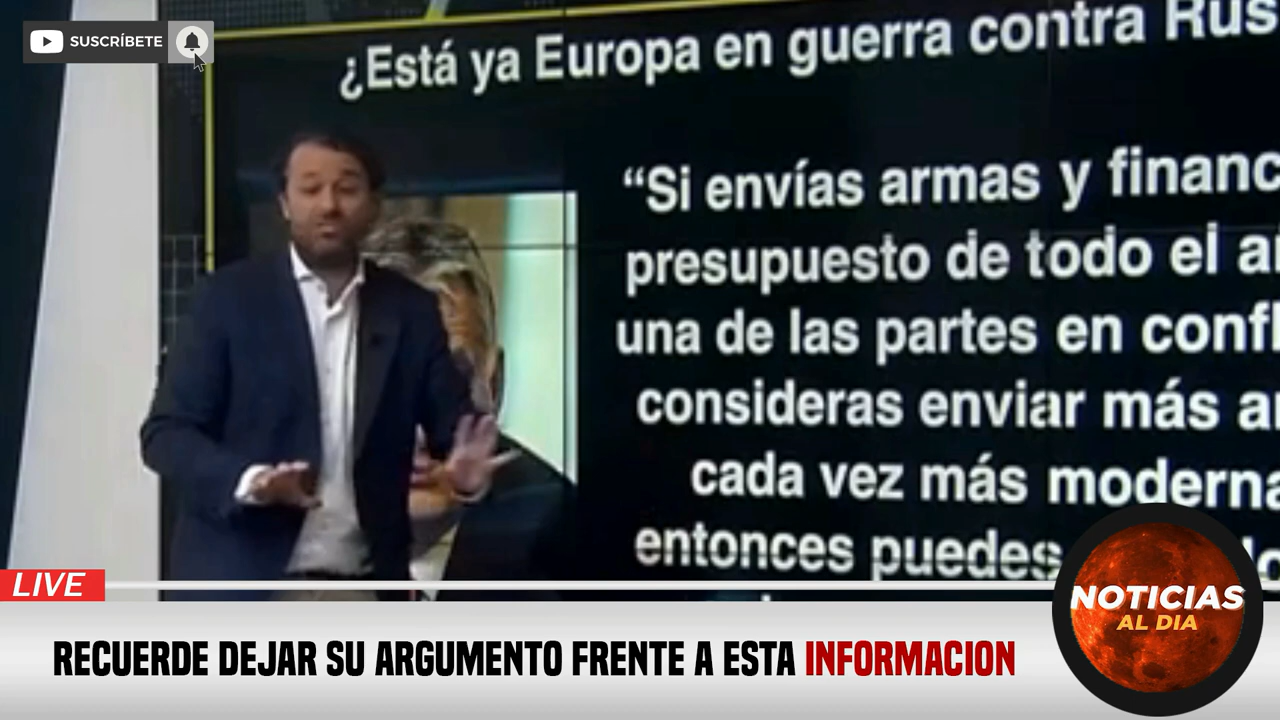 SUSCRÍBETE
¿Está ya Europa en guerra contra Rus
“Si envías armas y financ
presupuesto de todo el a
una de las partes en confl
consideras enviar más a
cada vez más moderna
entonces puedes
LIVE
RECUERDE DEJAR SU ARGUMENTO FRENTE A ESTA INFORMACION
NOTICIAS
AL DIA